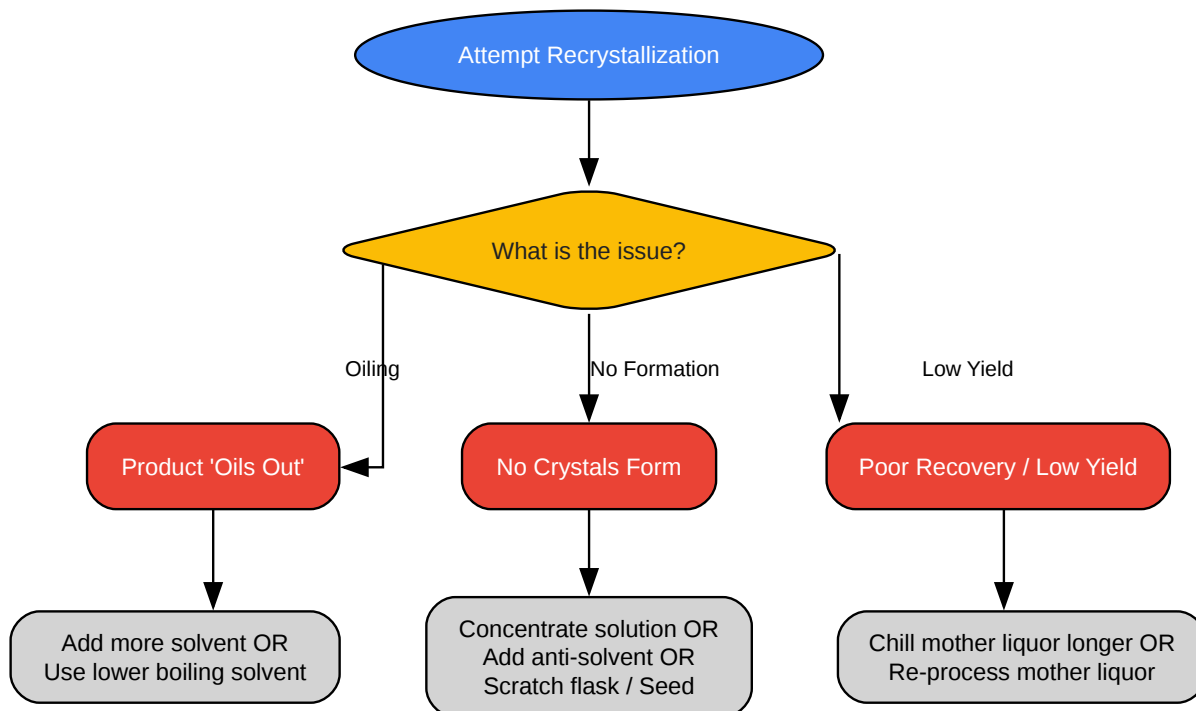 Attempt Recrystallization
What is the issue?
Oiling
No Formation
Low Yield
Product 'Oils Out'
No Crystals Form
Poor Recovery / Low Yield
Add more solvent OR
Use lower boiling solvent
Concentrate solution OR
Add anti-solvent OR
Scratch flask / Seed
Chill mother liquor longer OR
Re-process mother liquor